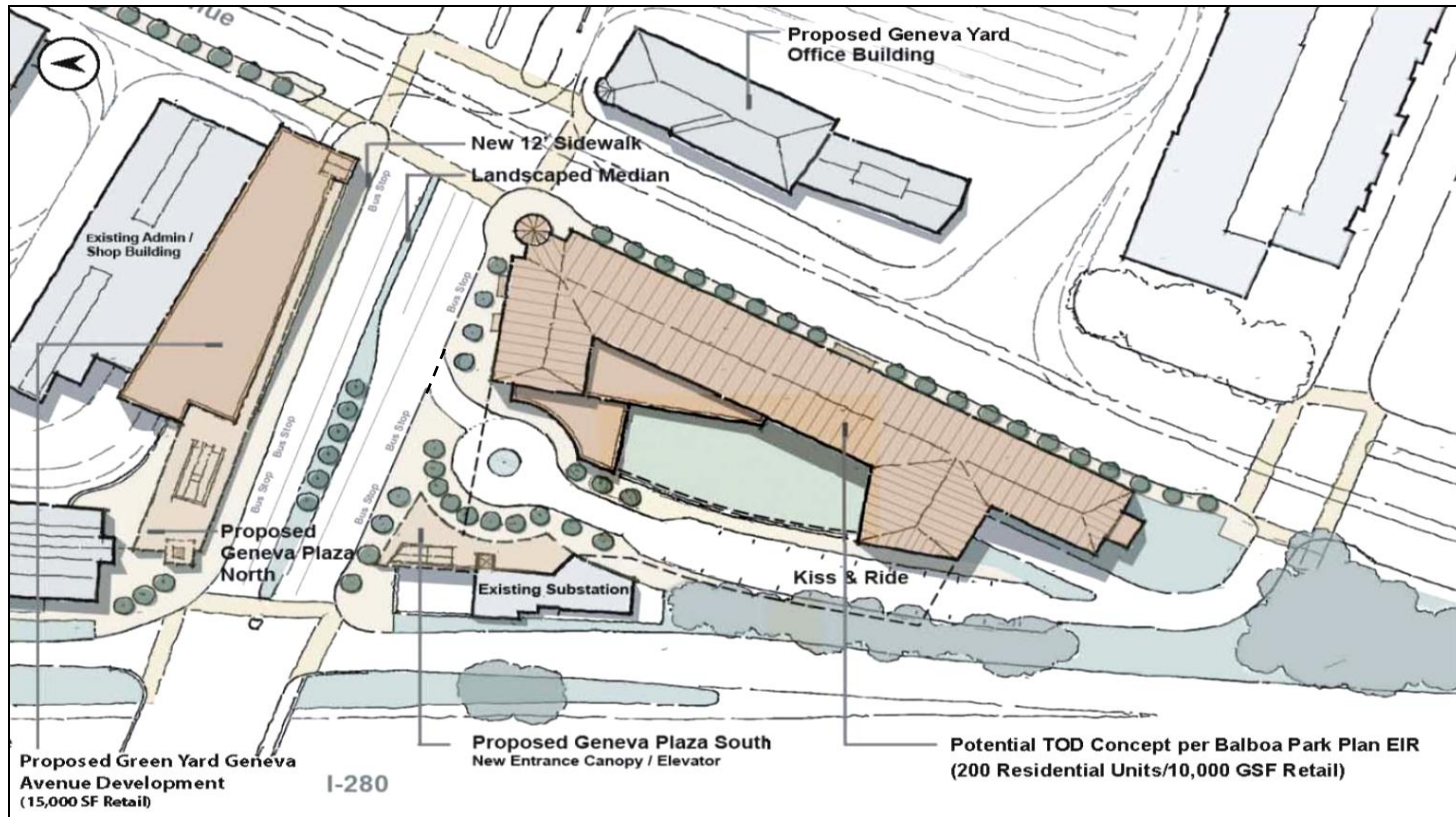 nue
Proposed Geneva Yard
Office Building
New 12' Sidewalk
Landscaped Median
Bus Stop
Existing Admin /
Shop Building
Bus Stop
Bus Stop
Bus Stop
Bus Stop
Bus Stop
Proposed
Geneva Plaza
North
Existing Substation
Kiss & Ride
Proposed Green Yard Geneva
Avenue Development
(15,000 SF Retail)
I-280
Proposed Geneva Plaza South
New Entrance Canopy / Elevator
Potential TOD Concept per Balboa Park Plan EIR
(200 Residential Units/10,000 GSF Retail)